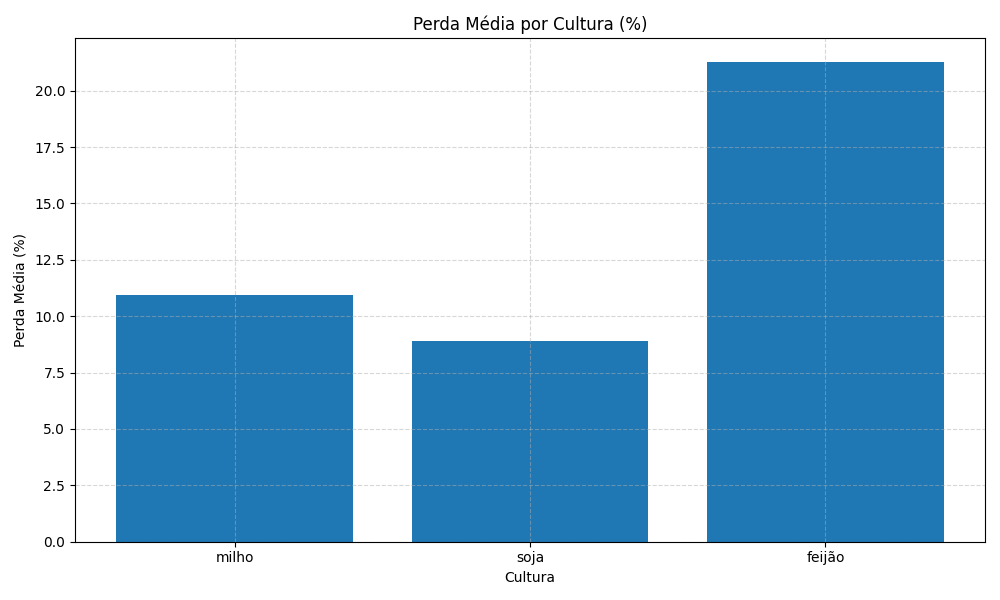 Perda Média por Cultura (%)
Perda Média (%)
20.0
17.5
15.0
12.5
10.0
7.5
5.0
2.5
0.0
milho
soja
feijão
Cultura